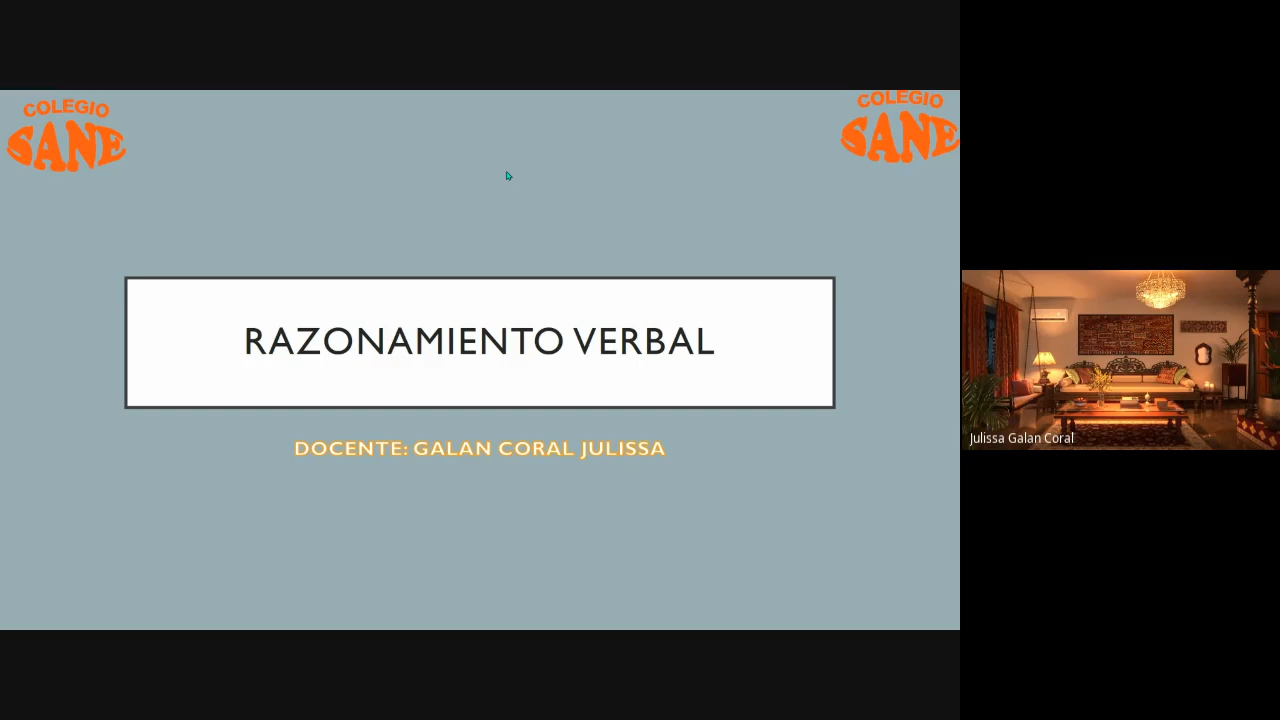 COLEGIO
SANE
COLEGIO
SANE
RAZONAMIENTO VERBAL
DOCENTE: GALAN CORAL JULISSA
Julissa Galan Coral